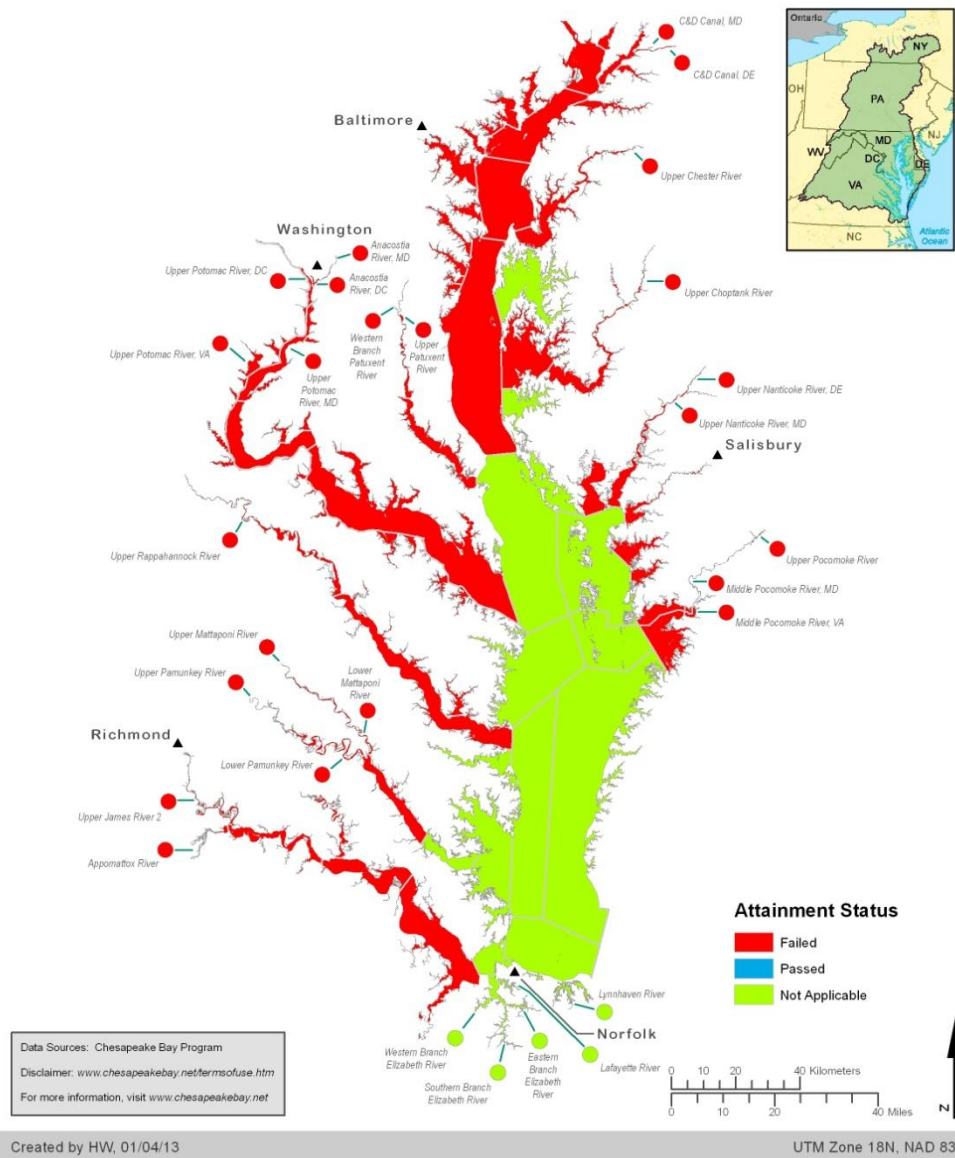 C&D Canal, MD
C&D Canal, DE
Baltimore
Upper Chester River
Washington
Anacostia
River, MD
Upper Potomac River, DC
Anacostia
River, DC
Upper Choptank River
Upper Potomac River, VA
Western
Branch
Patuxent
River
Upper
Patuxent
River
Upper
Potomac
River, MD
Upper Nanticoke River, DE
Upper Nanticoke River, MD
Salisbury
Upper Rappahannock River
Upper Pocomoke River
Middle Pocomoke River, MD
Middle Pocomoke River, VA
Upper Mattaponi River
Upper Pamunkey River
Lower
Mattaponi
River
Richmond
Lower Pamunkey River
Upper James River 2
Appomattox River
Lynnhaven River
Norfolk
Western Branch
Elizabeth River
Southern Branch
Elizabeth River
Eastern
Branch
Elizabeth
River
Lafayette River
Ontario
NY
OH
PA
NJ
MD
WV
DC
DE
VA
NC
Atlantic
Ocean
Attainment Status
Failed
Passed
Not Applicable
Data Sources: Chesapeake Bay Program
Disclaimer: www.chesapeakebay.net/termsofuse.htm
For more information, visit www.chesapeakebay.net
0 10 20 40 Kilometers
0 10 20 40 Miles
N
Created by HW, 01/04/13
UTM Zone 18N, NAD 83